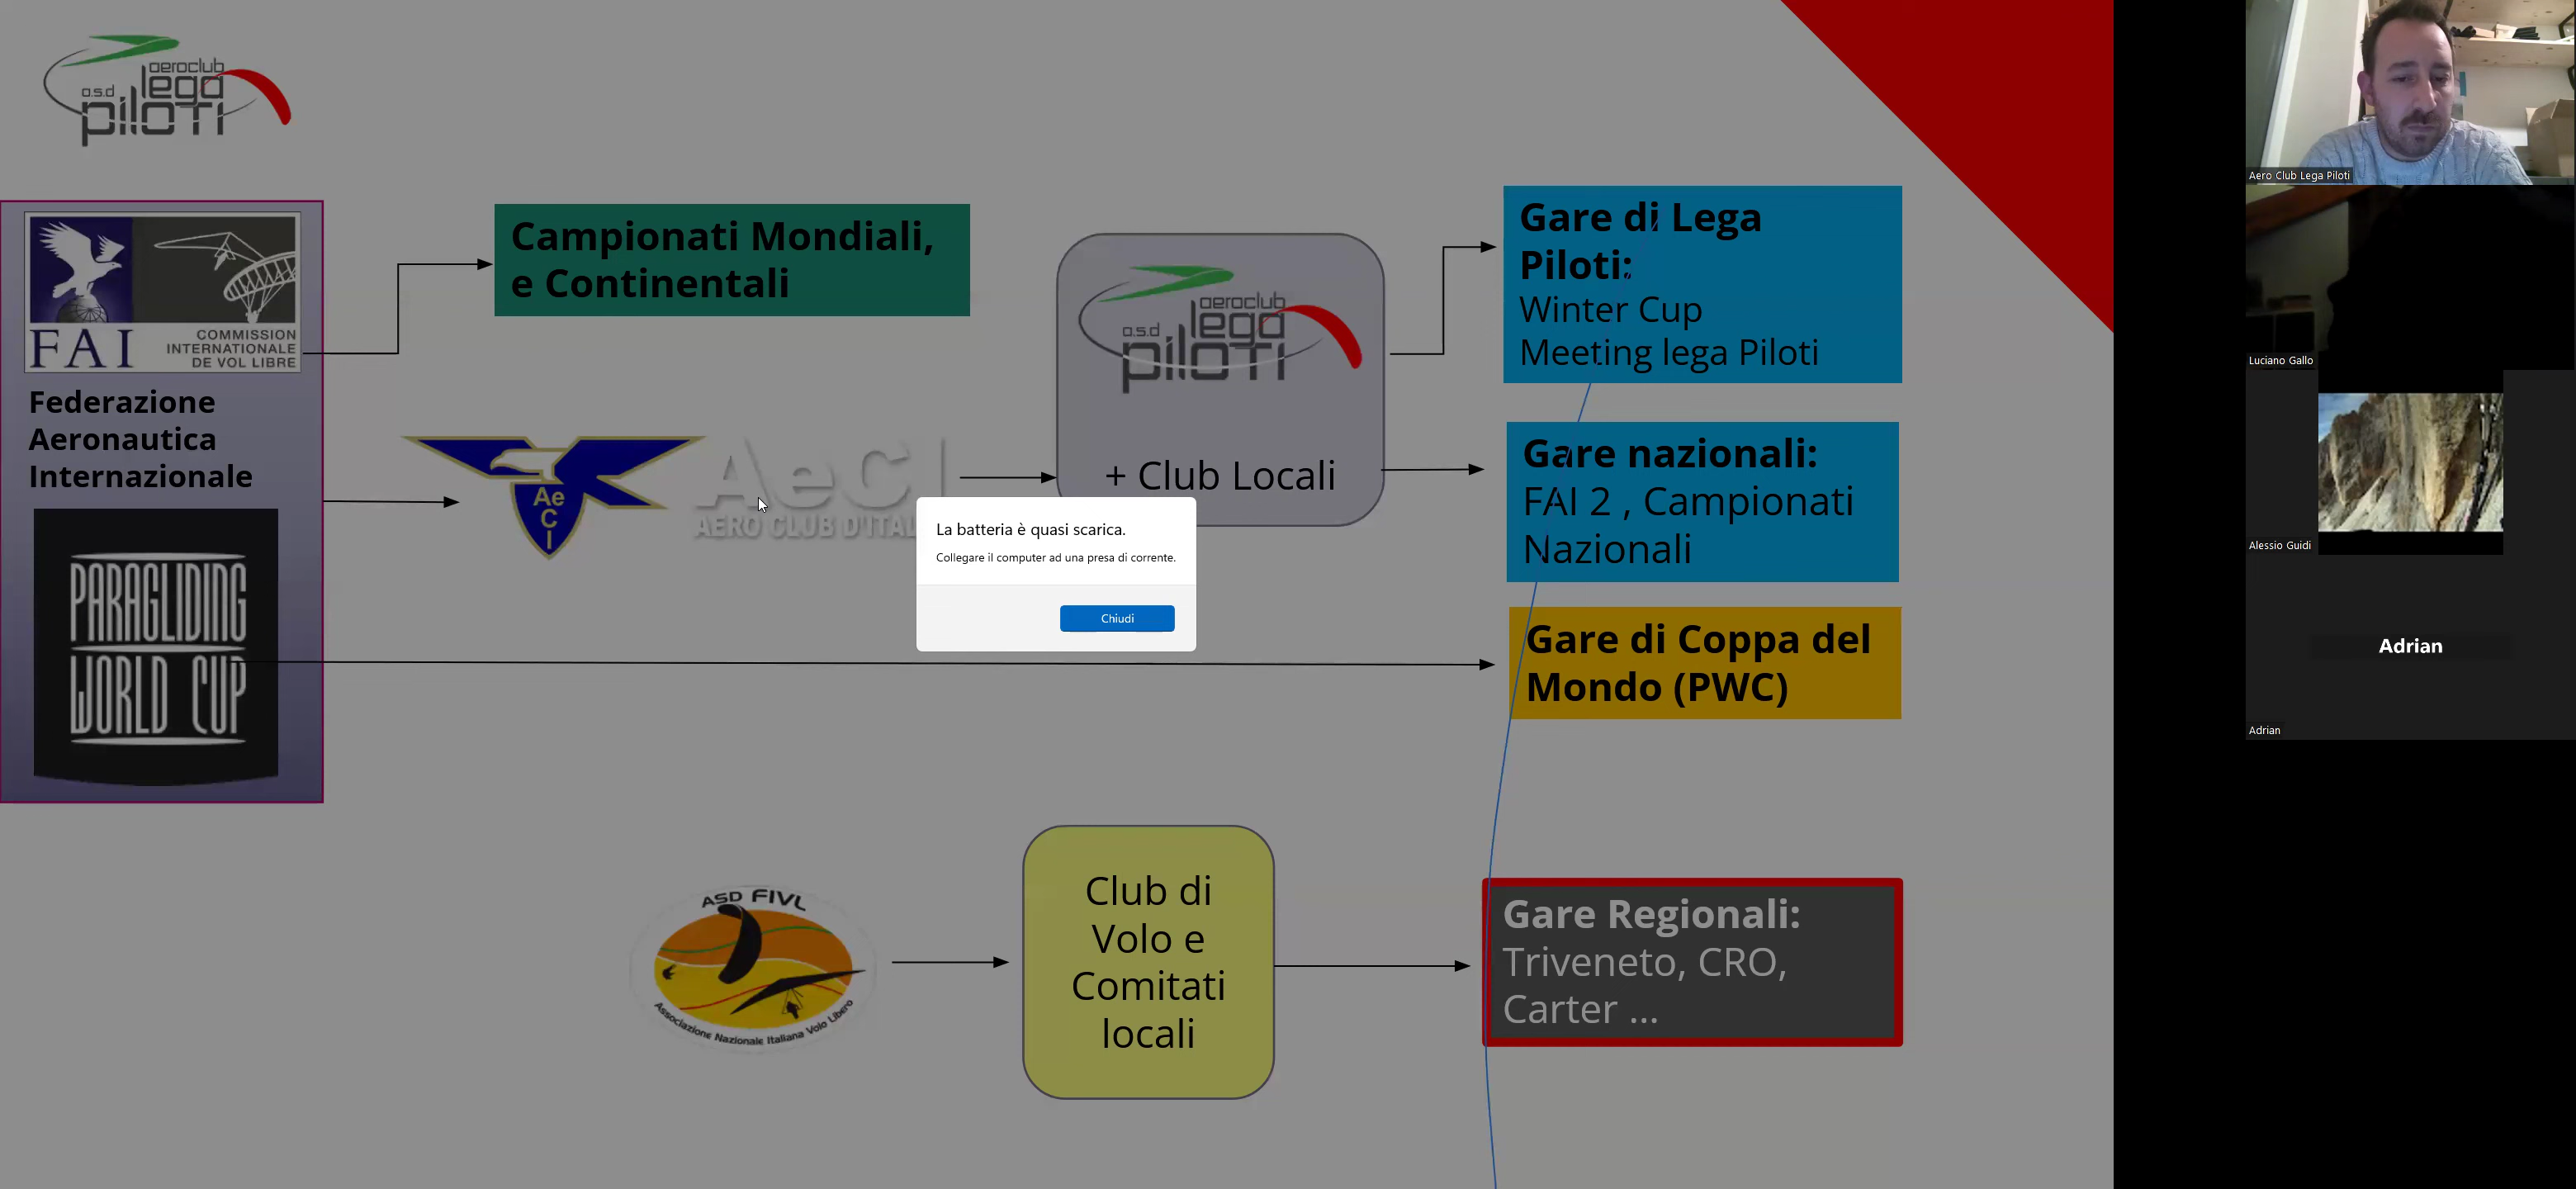 aeroclub
a.s.d lega
piloti
FAI
COMMISSION
INTERNATIONALE
DE VOL LIBRE
Federazione
Aeronautica
Internazionale
PARAGLIDING
WORLD CUP
Campionati Mondiali,
e Continentali
Ae
C
I
AeCI
AERO CLUB D'ITAL
aeroclub
a.s.d lega
piloti
+ Club Locali
Gare di Lega
Piloti:
Winter Cup
Meeting lega Piloti
Gare nazionali:
FAI 2 , Campionati
Nazionali
Gare di Coppa del
Mondo (PWC)
La batteria è quasi scarica.
Collegare il computer ad una presa di corrente.
Chiudi
ASD FIVL
Associazione Nazionale Italiana Volo Libero
Club di
Volo e
Comitati
locali
Gare Regionali:
Triveneto, CRO,
Carter ...
Aero Club Lega Piloti
Luciano Gallo
Alessio Guidi
Adrian
Adrian